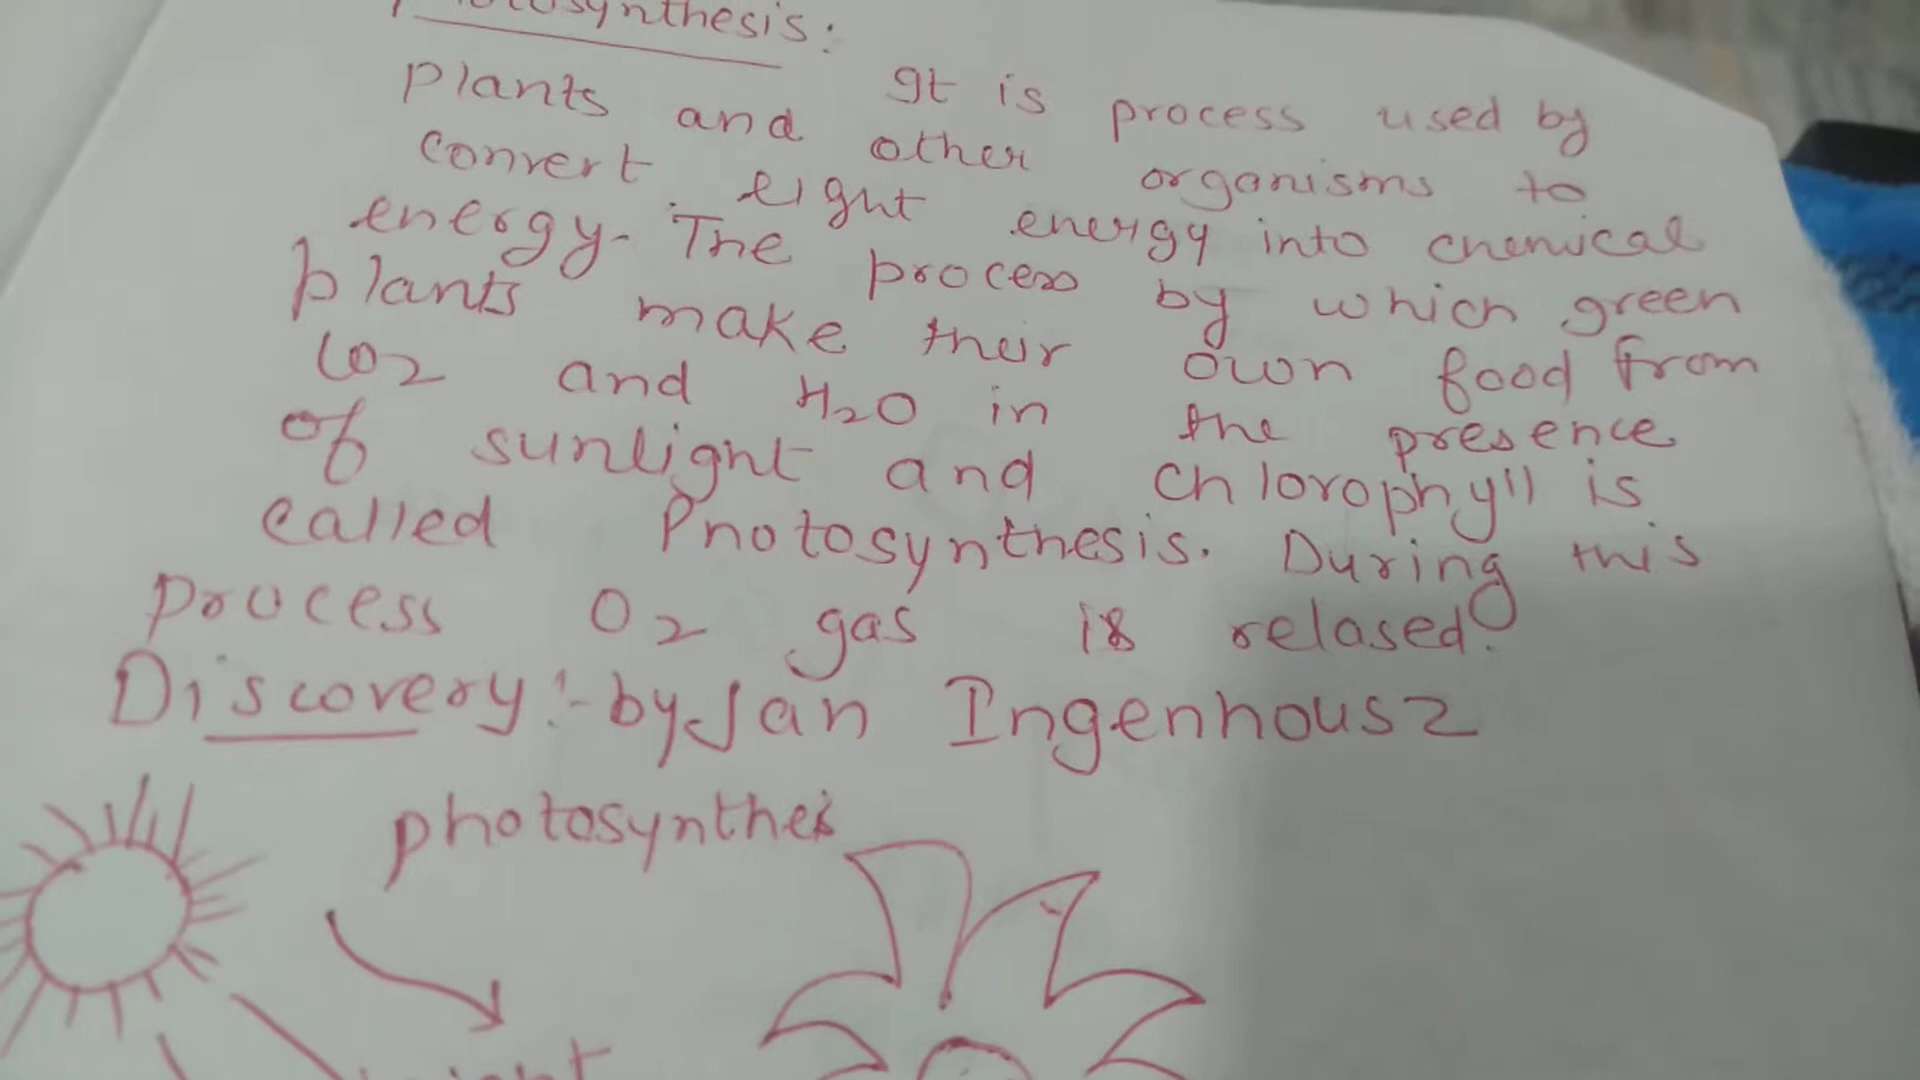 Photosynthesis:
It is process used by
plants and other organisms to
convert light energy into chemical
energy. The process by which green
plants make their own food from
CO2 and H2O in the presence
of sunlight and chlorophyll is
called Photosynthesis. During this
process O2 gas is relased.
Discovery:- by Jan Ingenhousz
photosyntheis